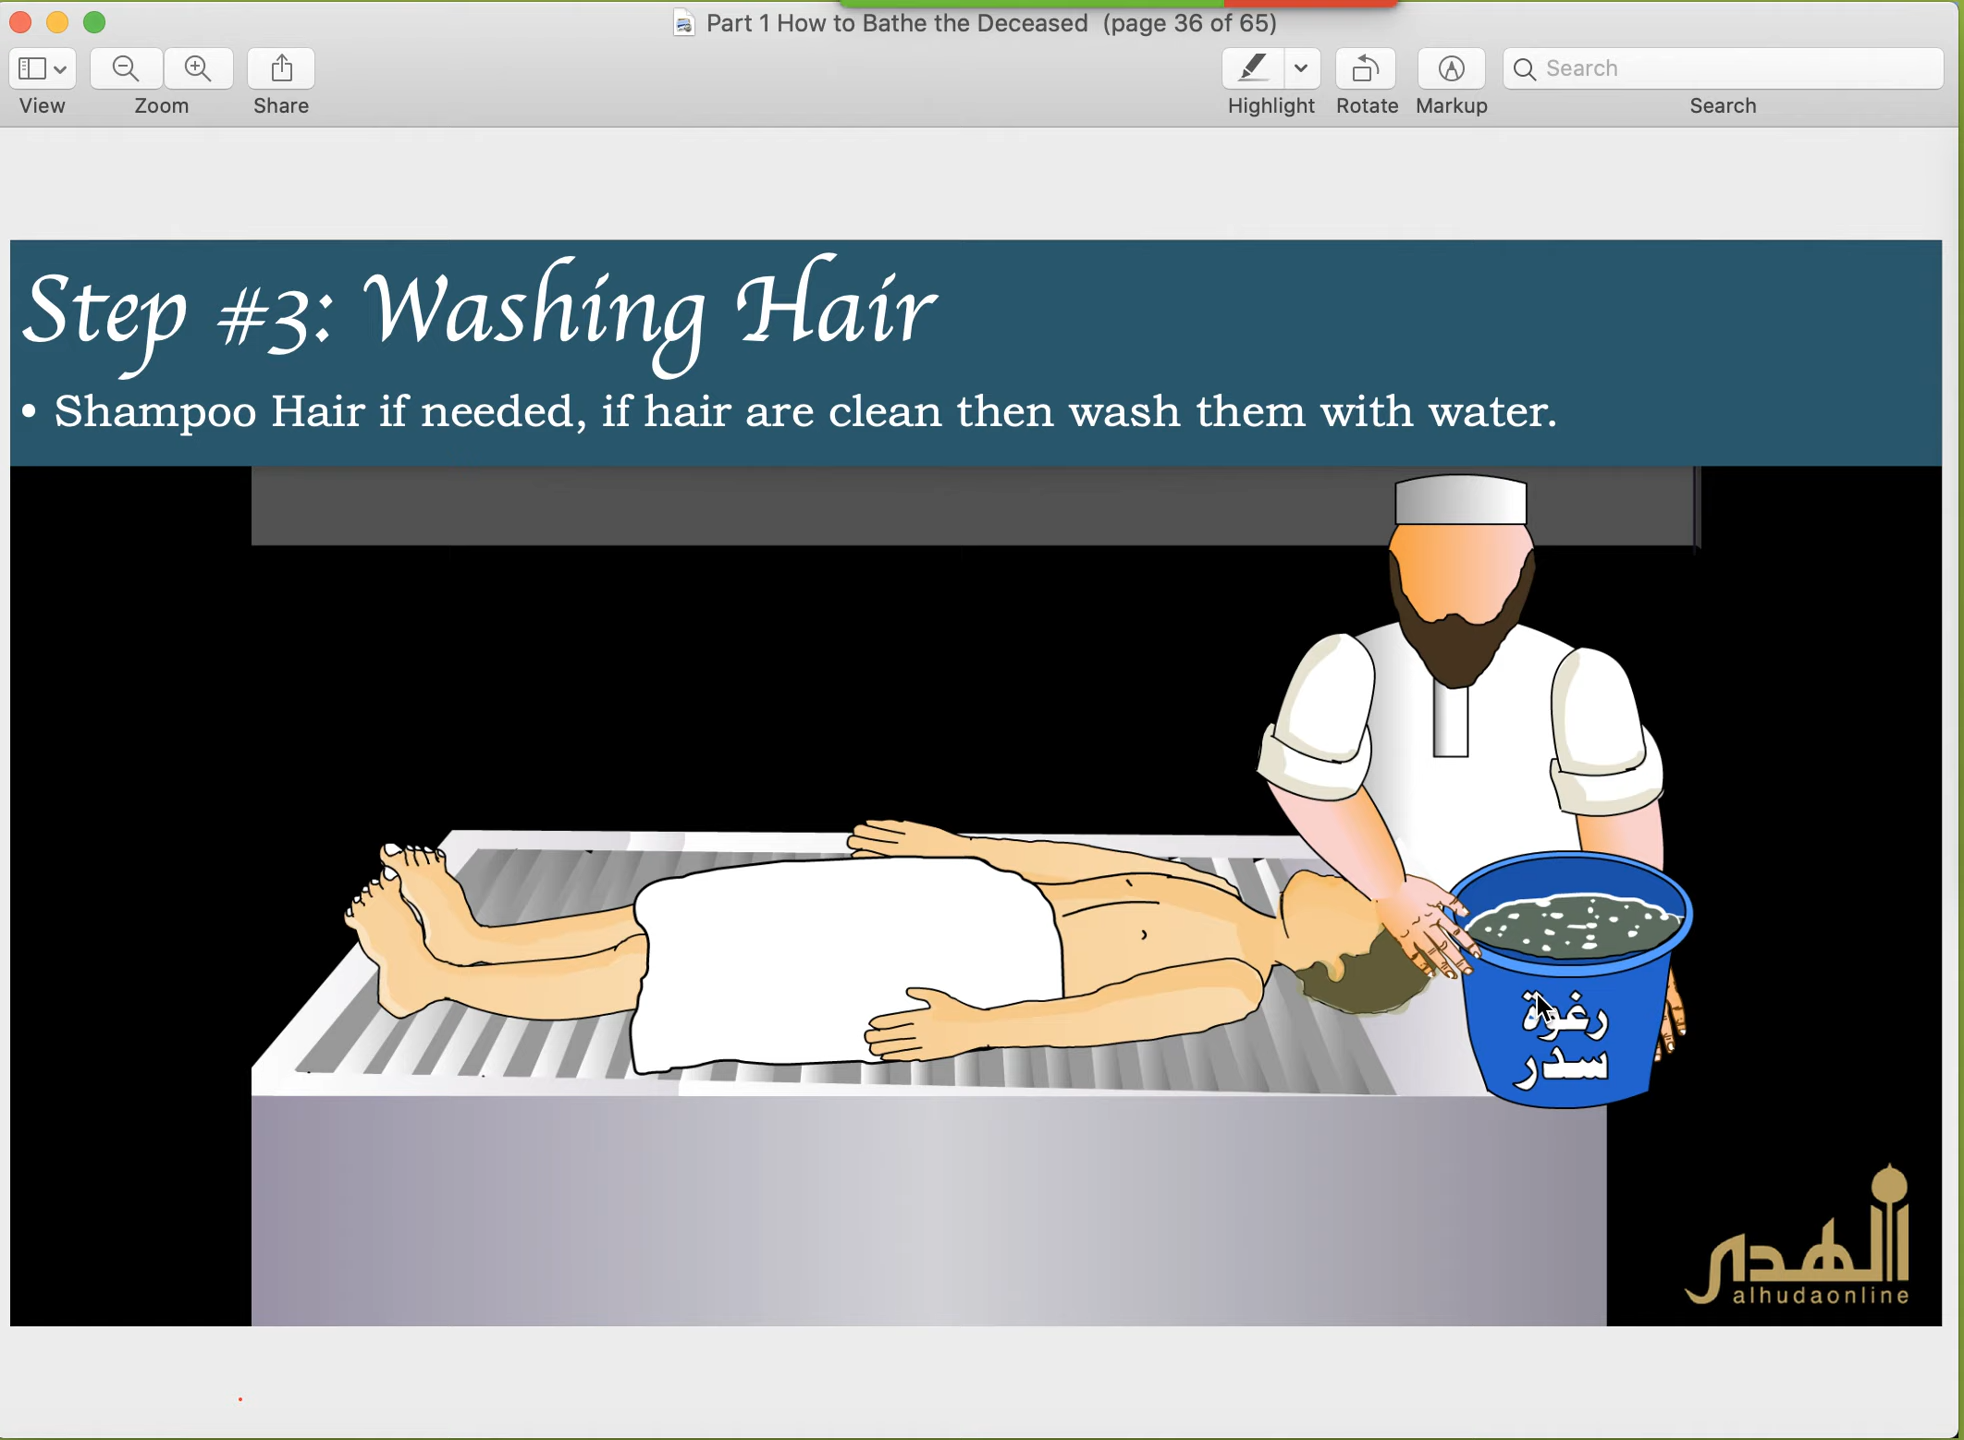 Part 1 How to Bathe the Deceased (page 36 of 65)
Search
View
Zoom
Share
Highlight
Rotate
Markup
Search
Step #3: Washing Hair
• Shampoo Hair if needed, if hair are clean then wash them with water.
رغوة
سدر
الهدى
alhudaonline